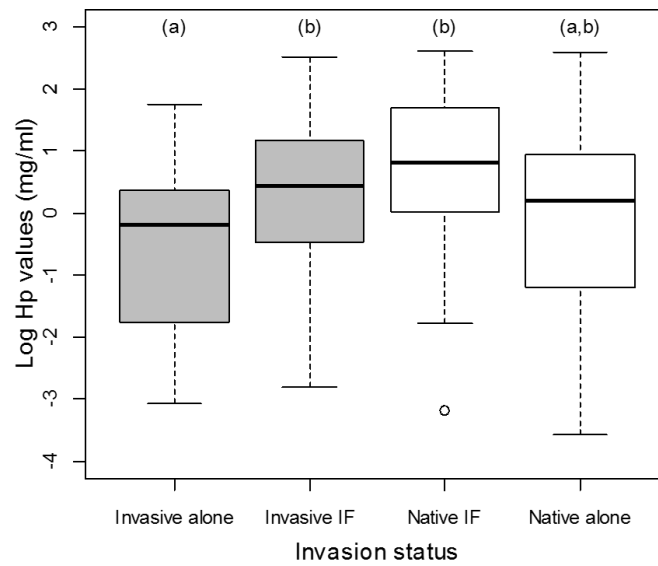 (a) (b) (b) (a,b)
3
2
1
0
-1
-2
-3
-4
Log Hp values (mg/ml)
Invasive alone Invasive IF Native IF Native alone
Invasion status